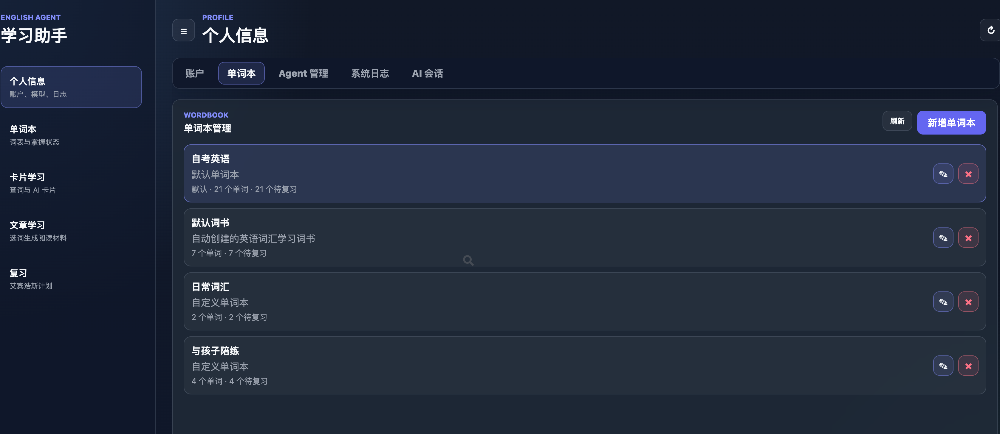 ENGLISH AGENT
学习助手
个人信息
账户、模型、日志
单词本
词表与掌握状态
卡片学习
查词与 AI 卡片
文章学习
选词生成阅读材料
复习
艾宾浩斯计划
PROFILE
个人信息
账户
单词本
Agent 管理
系统日志
AI 会话
WORDBOOK
单词本管理
刷新
新增单词本
自考英语
默认单词本
默认 · 21 个单词 · 21 个待复习
默认词书
自动创建的英语词汇学习词书
7 个单词 · 7 个待复习
日常词汇
自定义单词本
2 个单词 · 2 个待复习
与孩子陪练
自定义单词本
4 个单词 · 4 个待复习